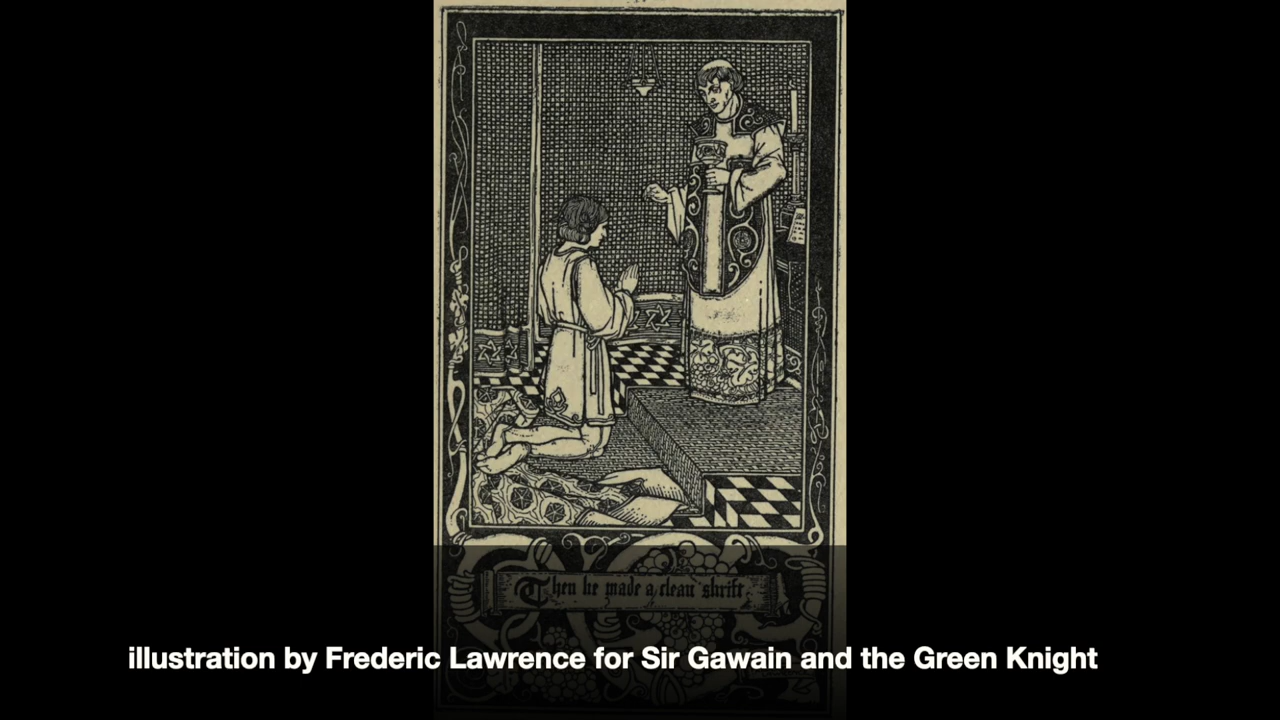 Then he made a clean shrift
illustration by Frederic Lawrence for Sir Gawain and the Green Knight